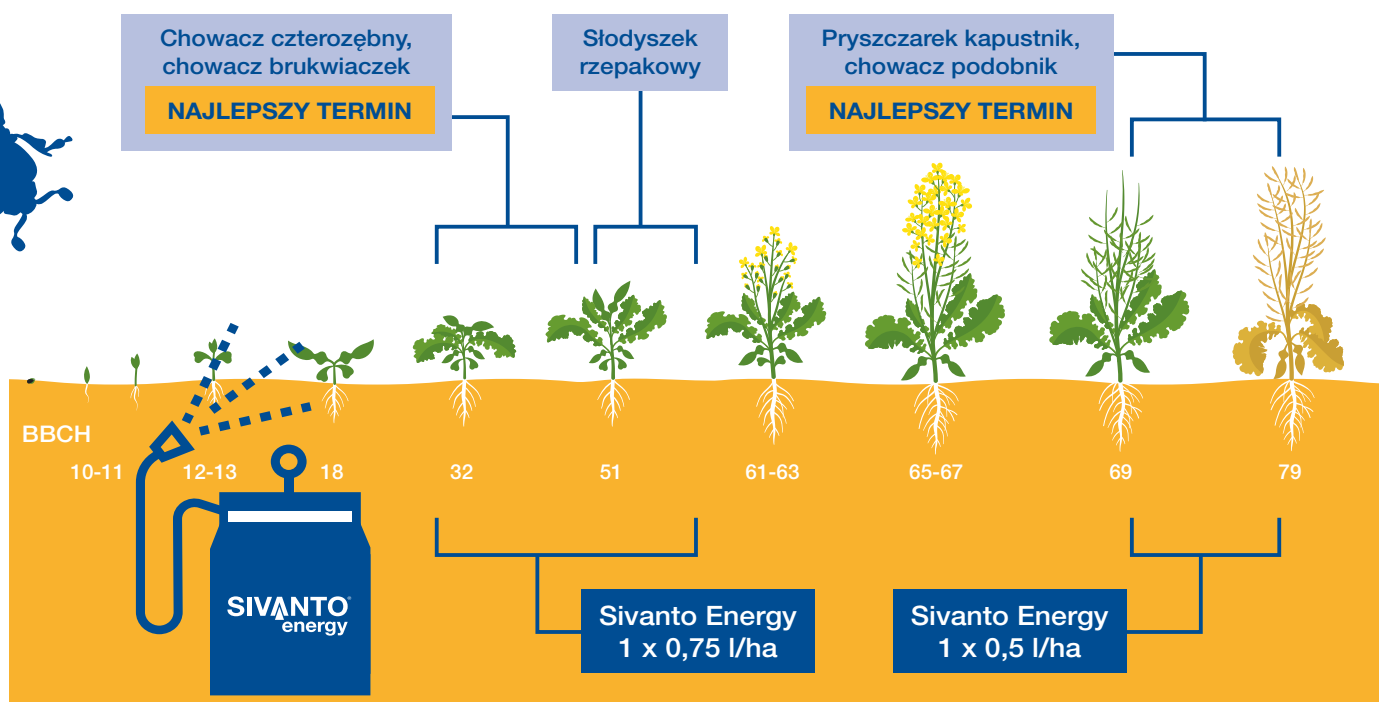 Chowacz czterozębny,
chowacz brukwiaczek
NAJLEPSZY TERMIN
Słodyszek
rzepakowy
Pryszczarek kapustnik,
chowacz podobnik
NAJLEPSZY TERMIN
BBCH
10-11
12-13
18
32
51
61-63
65-67
69
79
SIVANTO®
energy
Sivanto Energy
1 x 0,75 l/ha
Sivanto Energy
1 x 0,5 l/ha